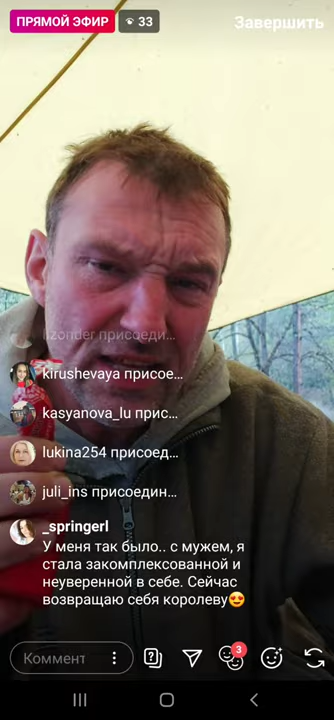 ПРЯМОЙ ЭФИР
33
Завершить
kirushevaya присое...
kasyanova_lu прис...
lukina254 присоед...
juli_ins присоедин...
_springerl
У меня так было.. с мужем, я
стала закомплексованной и
неуверенной в себе. Сейчас
возвращаю себя королеву😍
Коммент
3